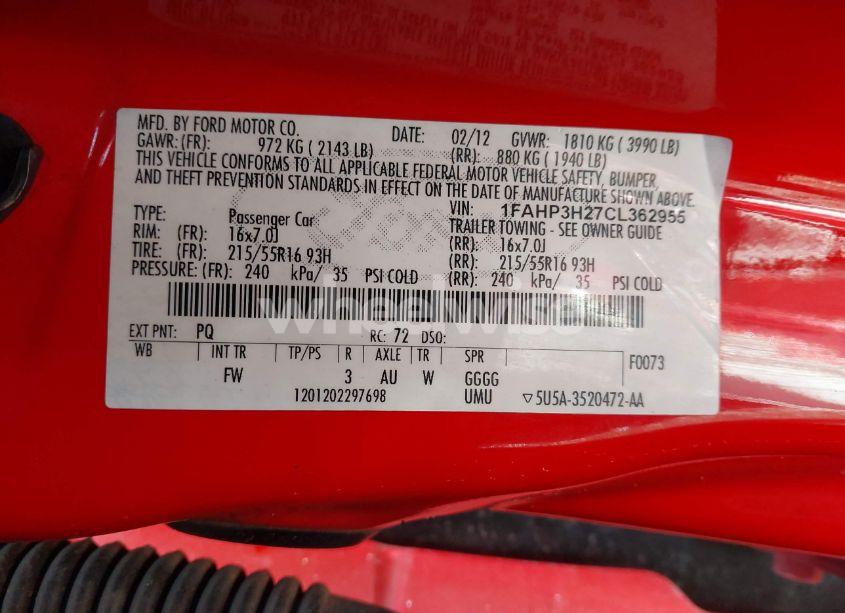 MFD. BY FORD MOTOR CO. DATE: 02/12 GVWR: 1810 KG ( 3990 LB)
GAWR: (FR): 972 KG ( 2143 LB) (RR): 880 KG ( 1940 LB)
THIS VEHICLE CONFORMS TO ALL APPLICABLE FEDERAL MOTOR VEHICLE SAFETY, BUMPER,
AND THEFT PREVENTION STANDARDS IN EFFECT ON THE DATE OF MANUFACTURE SHOWN ABOVE.
VIN: 1FAHP3H27CL362955
TYPE: Passenger Car TRAILER TOWING - SEE OWNER GUIDE
RIM: (FR): 16x7.0J (RR): 16x7.0J
TIRE: (FR): 215/55R16 93H (RR): 215/55R16 93H
PRESSURE: (FR): 240 kPa/ 35 PSI COLD (RR): 240 kPa/ 35 PSI COLD
wheelwise
EXT PNT: PQ RC: 72 DSO:
WB INT TR TP/PS R AXLE TR SPR F0073
FW 3 AU W GGGG
1201202297698 UMU ▽5U5A-3520472-AA